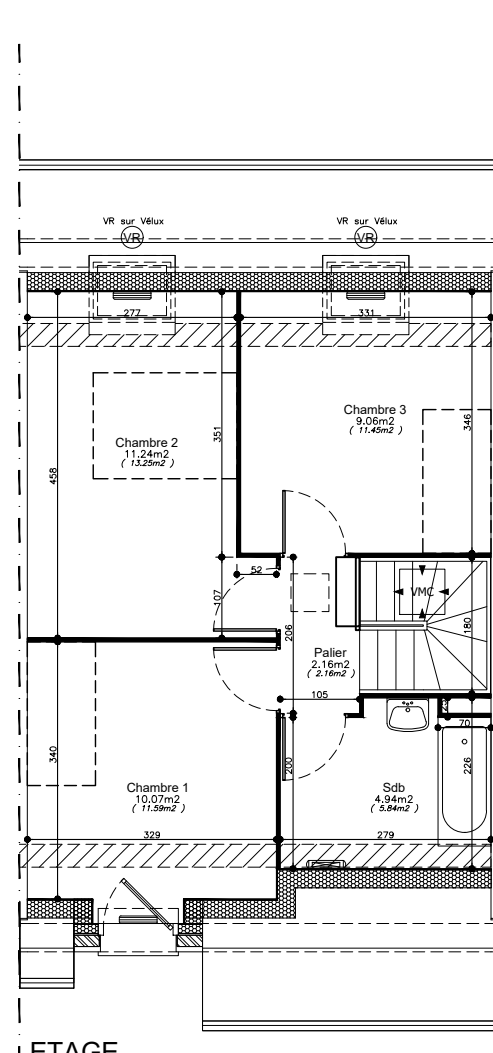 VR sur Vélux
VR sur Vélux
VR
VR
277
331
Chambre 3
9.06m2
( 11.45m2 )
346
351
Chambre 2
11.24m2
( 13.25m2 )
458
52
107
VMC
206
180
Palier
2.16m2
( 2.16m2 )
105
70
340
200
226
Chambre 1
10.07m2
( 11.59m2 )
Sdb
4.94m2
( 5.84m2 )
329
279
ETAGE